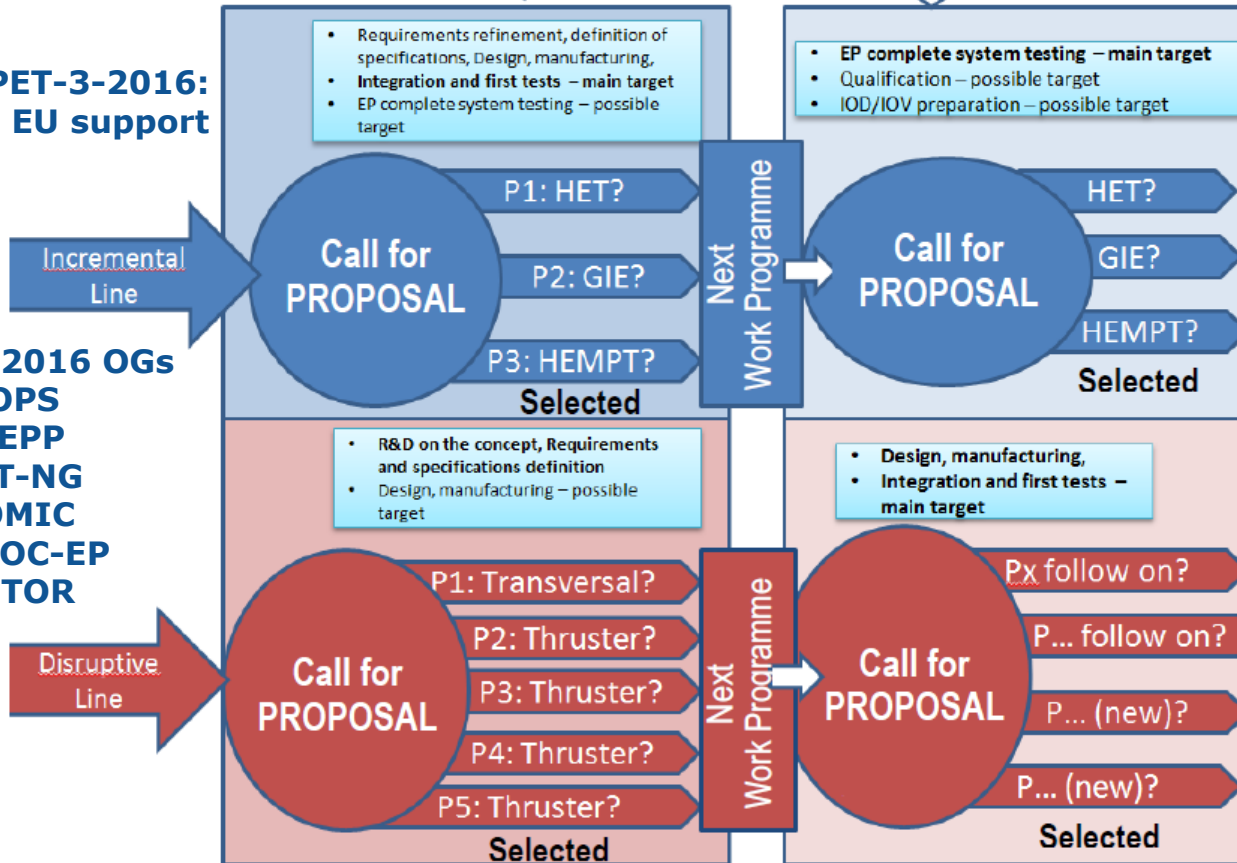 PET-3-2016:
EU support
• Requirements refinement, definition of
specifications, Design, manufacturing,
• Integration and first tests – main target
• EP complete system testing – possible
target
• EP complete system testing – main target
• Qualification – possible target
• IOD/IOV preparation – possible target
Incremental
Line
Call for
PROPOSAL
P1: HET?
P2: GIE?
P3: HEMPT?
Selected
Next
Work Programme
Call for
PROPOSAL
HET?
GIE?
HEMPT?
Selected
2016 OGs
OPS
EPP
T-NG
OMIC
OC-EP
TOR
• R&D on the concept, Requirements
and specifications definition
• Design, manufacturing – possible
target
• Design, manufacturing,
• Integration and first tests –
main target
Disruptive
Line
Call for
PROPOSAL
P1: Transversal?
P2: Thruster?
P3: Thruster?
P4: Thruster?
P5: Thruster?
Selected
Next
Work Programme
Call for
PROPOSAL
Px follow on?
P... follow on?
P... (new)?
P... (new)?
Selected